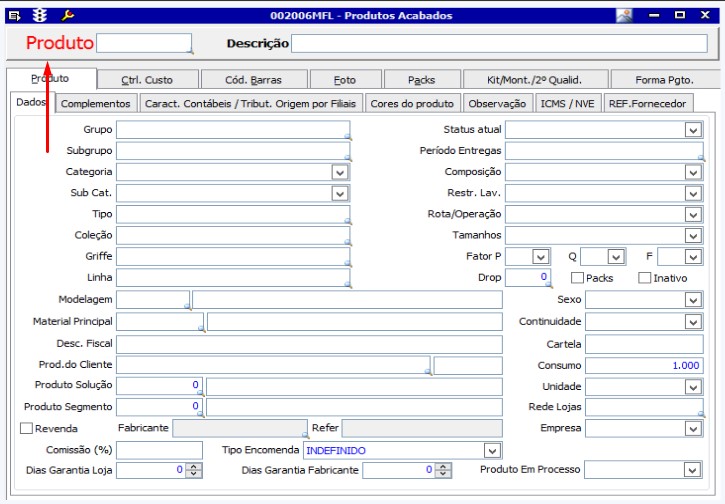 002006MFL - Produtos Acabados
Produto Descrição
Produto Ctrl. Custo Cód. Barras Foto Packs Kit/Mont./2º Qualid. Forma Pgto.
Dados Complementos Caract. Contábeis / Tribut. Origem por Filiais Cores do produto Observação ICMS / NVE REF.Fornecedor
Grupo Status atual
Subgrupo Período Entregas
Categoria Composição
Sub Cat. Restr. Lav.
Tipo Rota/Operação
Coleção Tamanhos
Griffe Fator P Q F
Linha Drop 0 Packs Inativo
Modelagem Sexo
Material Principal Continuidade
Desc. Fiscal Cartela
Prod.do Cliente Consumo 1.000
Produto Solução 0 Unidade
Produto Segmento 0 Rede Lojas
Revenda Fabricante Refer Empresa
Comissão (%) Tipo Encomenda INDEFINIDO
Dias Garantia Loja 0 Dias Garantia Fabricante 0 Produto Em Processo